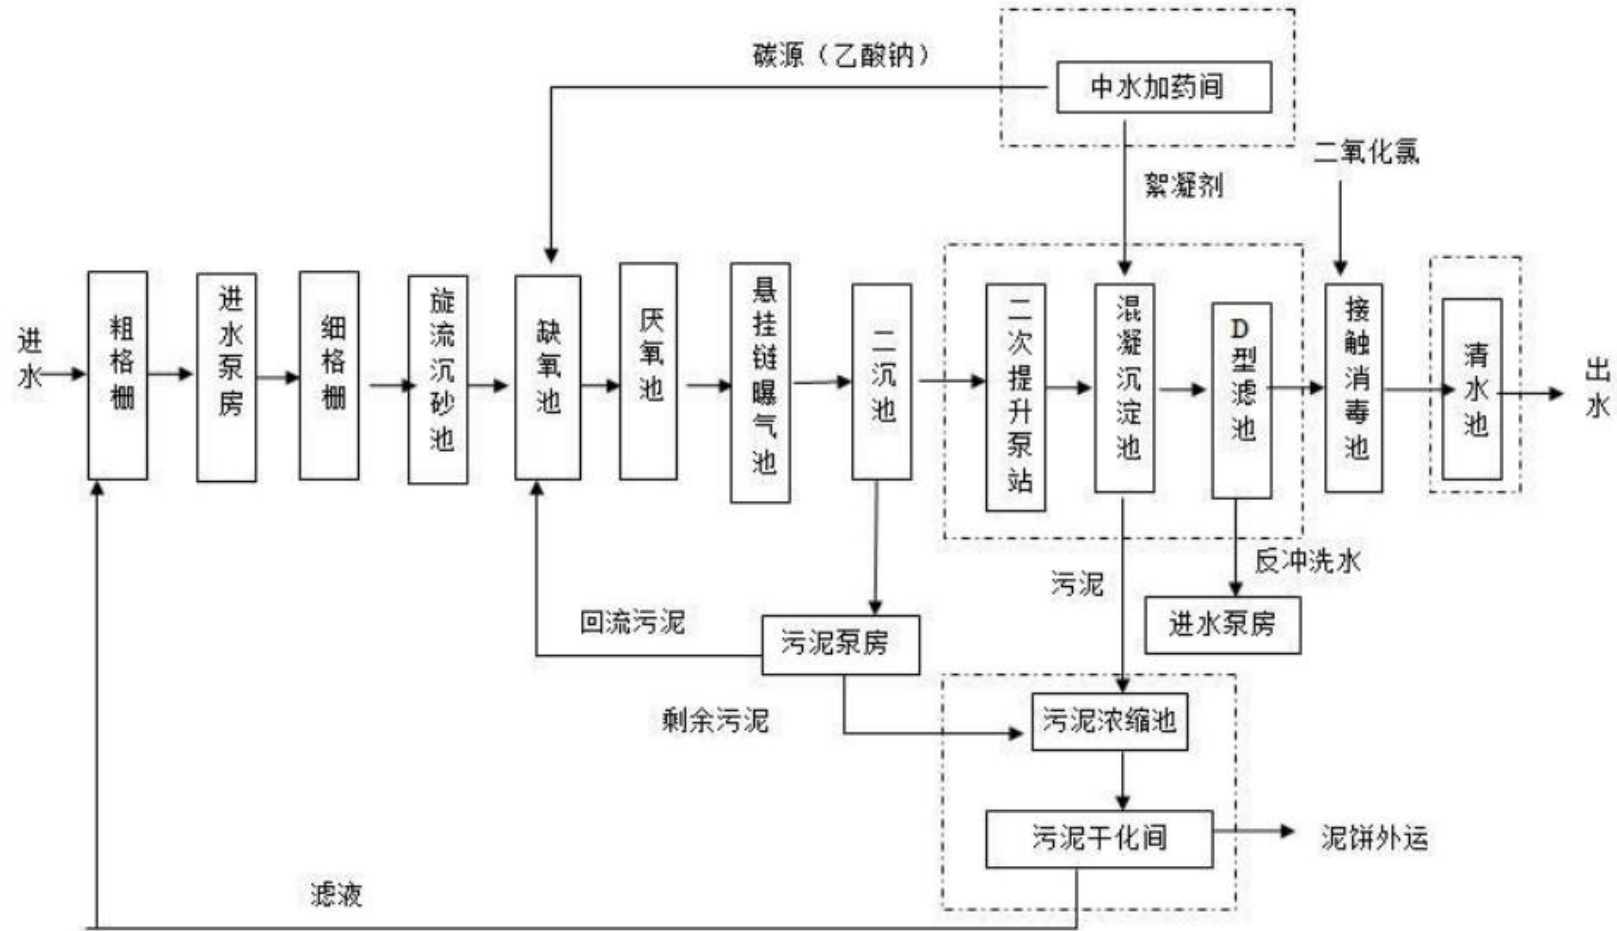 碳源（乙酸钠）
中水加药间
二氧化氯
絮凝剂
进水
粗格栅
进水泵房
细格栅
旋流沉砂池
缺氧池
厌氧池
悬挂链曝气池
二沉池
二次提升泵站
混凝沉淀池
D型滤池
接触消毒池
清水池
出水
反冲洗水
污泥
进水泵房
回流污泥
污泥泵房
剩余污泥
污泥浓缩池
污泥干化间
泥饼外运
滤液